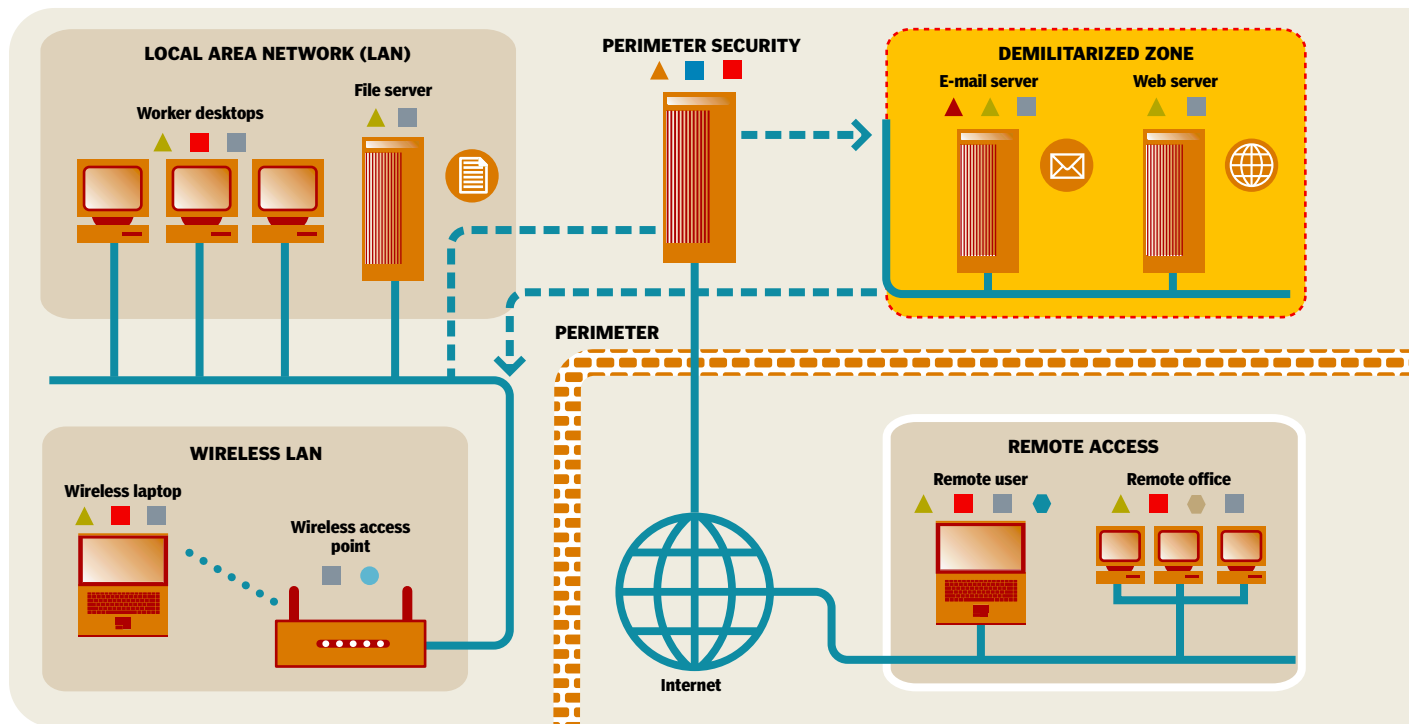 LOCAL AREA NETWORK (LAN)
Worker desktops
File server
PERIMETER SECURITY
DEMILITARIZED ZONE
E-mail server
Web server
PERIMETER
WIRELESS LAN
Wireless laptop
Wireless access
point
Internet
REMOTE ACCESS
Remote user
Remote office